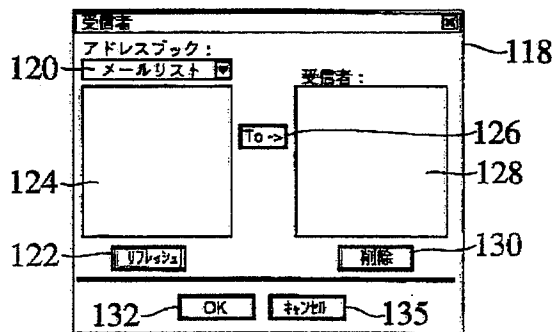 受信者
118
アドレスブック：
120
メールリスト
受信者：
To ->
126
124
128
122
リフレッシュ
削除
130
132
OK
キャンセル
135